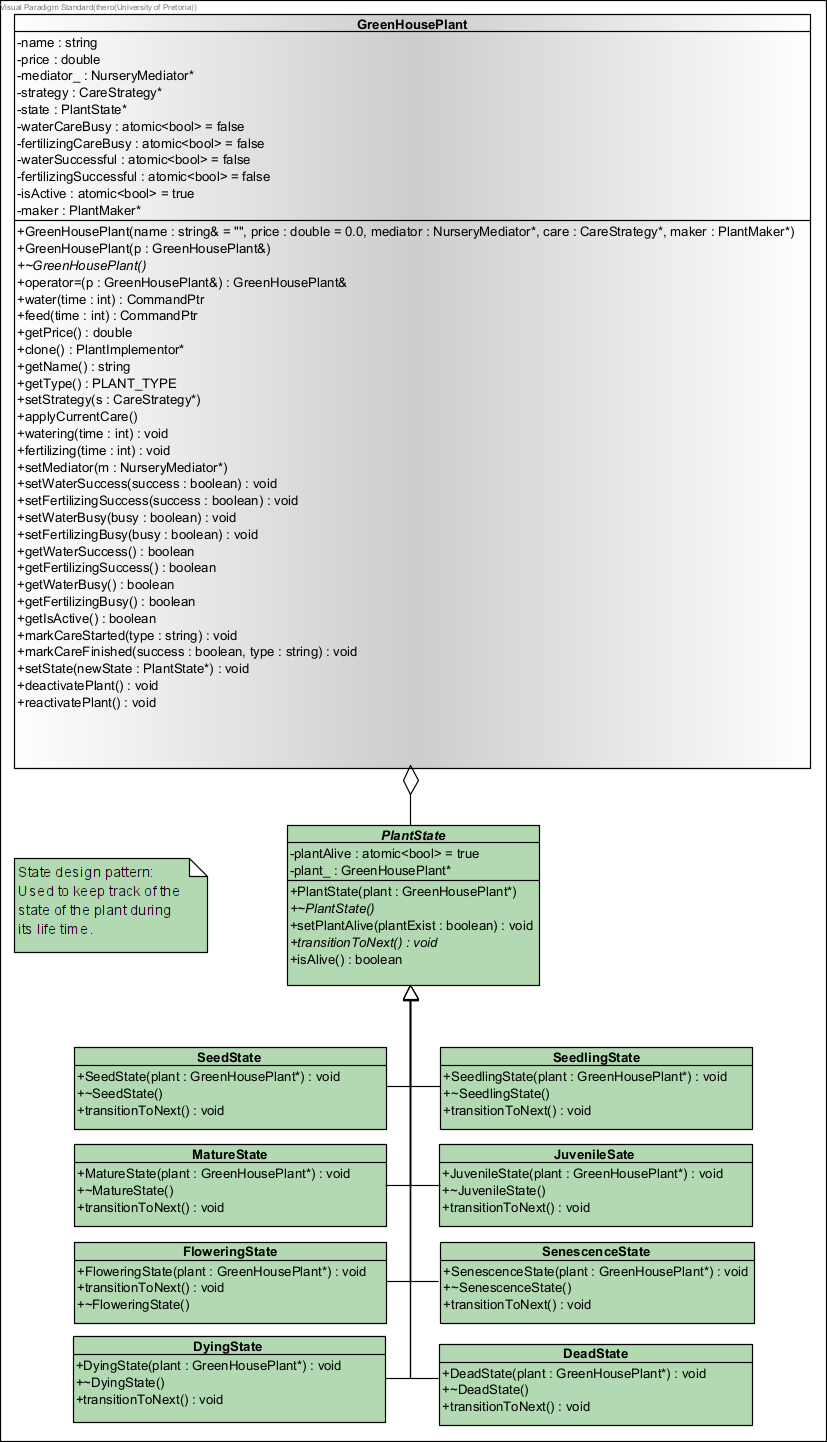 Visual Paradigm Standard(thero(University of Pretoria))
GreenHousePlant
-name : string
-price : double
-mediator_ : NurseryMediator*
-strategy : CareStrategy*
-state : PlantState*
-waterCareBusy : atomic<bool> = false
-fertilizingCareBusy : atomic<bool> = false
-waterSuccessful : atomic<bool> = false
-fertilizingSuccessful : atomic<bool> = false
-isActive : atomic<bool> = true
-maker : PlantMaker*
+GreenHousePlant(name : string& = "", price : double = 0.0, mediator : NurseryMediator*, care : CareStrategy*, maker : PlantMaker*)
+GreenHousePlant(p : GreenHousePlant&)
+~GreenHousePlant()
+operator=(p : GreenHousePlant&) : GreenHousePlant&
+water(time : int) : CommandPtr
+feed(time : int) : CommandPtr
+getPrice() : double
+clone() : PlantImplementor*
+getName() : string
+getType() : PLANT_TYPE
+setStrategy(s : CareStrategy*)
+applyCurrentCare()
+watering(time : int) : void
+fertilizing(time : int) : void
+setMediator(m : NurseryMediator*)
+setWaterSuccess(success : boolean) : void
+setFertilizingSuccess(success : boolean) : void
+setWaterBusy(busy : boolean) : void
+setFertilizingBusy(busy : boolean) : void
+getWaterSuccess() : boolean
+getFertilizingSuccess() : boolean
+getWaterBusy() : boolean
+getFertilizingBusy() : boolean
+getIsActive() : boolean
+markCareStarted(type : string) : void
+markCareFinished(success : boolean, type : string) : void
+setState(newState : PlantState*) : void
+deactivatePlant() : void
+reactivatePlant() : void
State design pattern:
Used to keep track of the
state of the plant during
its life time.
PlantState
-plantAlive : atomic<bool> = true
-plant_ : GreenHousePlant*
+PlantState(plant : GreenHousePlant*)
+~PlantState()
+setPlantAlive(plantExist : boolean) : void
+transitionToNext() : void
+isAlive() : boolean
SeedState
+SeedState(plant : GreenHousePlant*) : void
+~SeedState()
+transitionToNext() : void
SeedlingState
+SeedlingState(plant : GreenHousePlant*) : void
+~SeedlingState()
+transitionToNext() : void
MatureState
+MatureState(plant : GreenHousePlant*) : void
+~MatureState()
+transitionToNext() : void
JuvenileSate
+JuvenileState(plant : GreenHousePlant*) : void
+~JuvenileState()
+transitionToNext() : void
FloweringState
+FloweringState(plant : GreenHousePlant*) : void
+transitionToNext() : void
+~FloweringState()
SenescenceState
+SenescenceState(plant : GreenHousePlant*) : void
+~SenescenceState()
+transitionToNext() : void
DyingState
+DyingState(plant : GreenHousePlant*) : void
+~DyingState()
+transitionToNext() : void
DeadState
+DeadState(plant : GreenHousePlant*) : void
+~DeadState()
+transitionToNext() : void